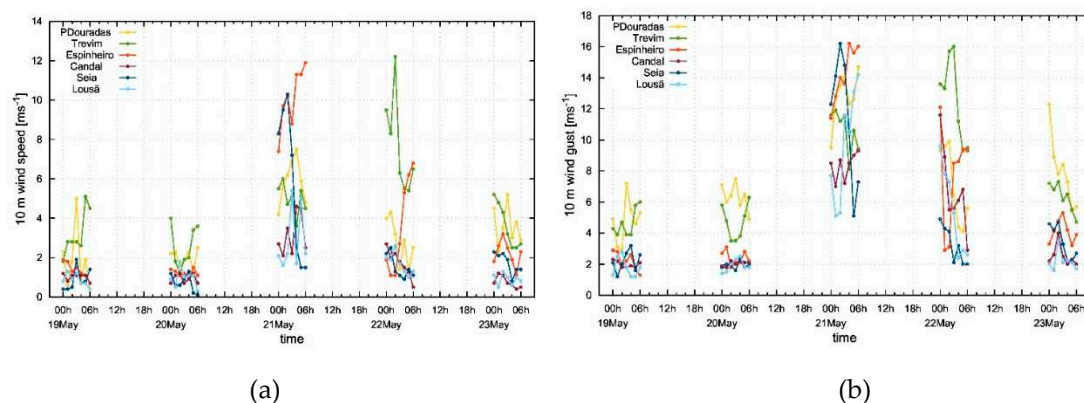 14
12
10
8
6
4
2
0
10 m wind speed [ms⁻¹]
PDouradas
Trevim
Espinheiro
Candal
Seia
Lousã
00h 06h 12h 18h 00h 06h 12h 18h 00h 06h 12h 18h 00h 06h 12h 18h 00h 06h
19May 20May 21May 22May 23May
time
(a)
18
16
14
12
10
8
6
4
2
0
10 m wind gust [ms⁻¹]
PDouradas
Trevim
Espinheiro
Candal
Seia
Lousã
00h 06h 12h 18h 00h 06h 12h 18h 00h 06h 12h 18h 00h 06h 12h 18h 00h 06h
19May 20May 21May 22May 23May
time
(b)